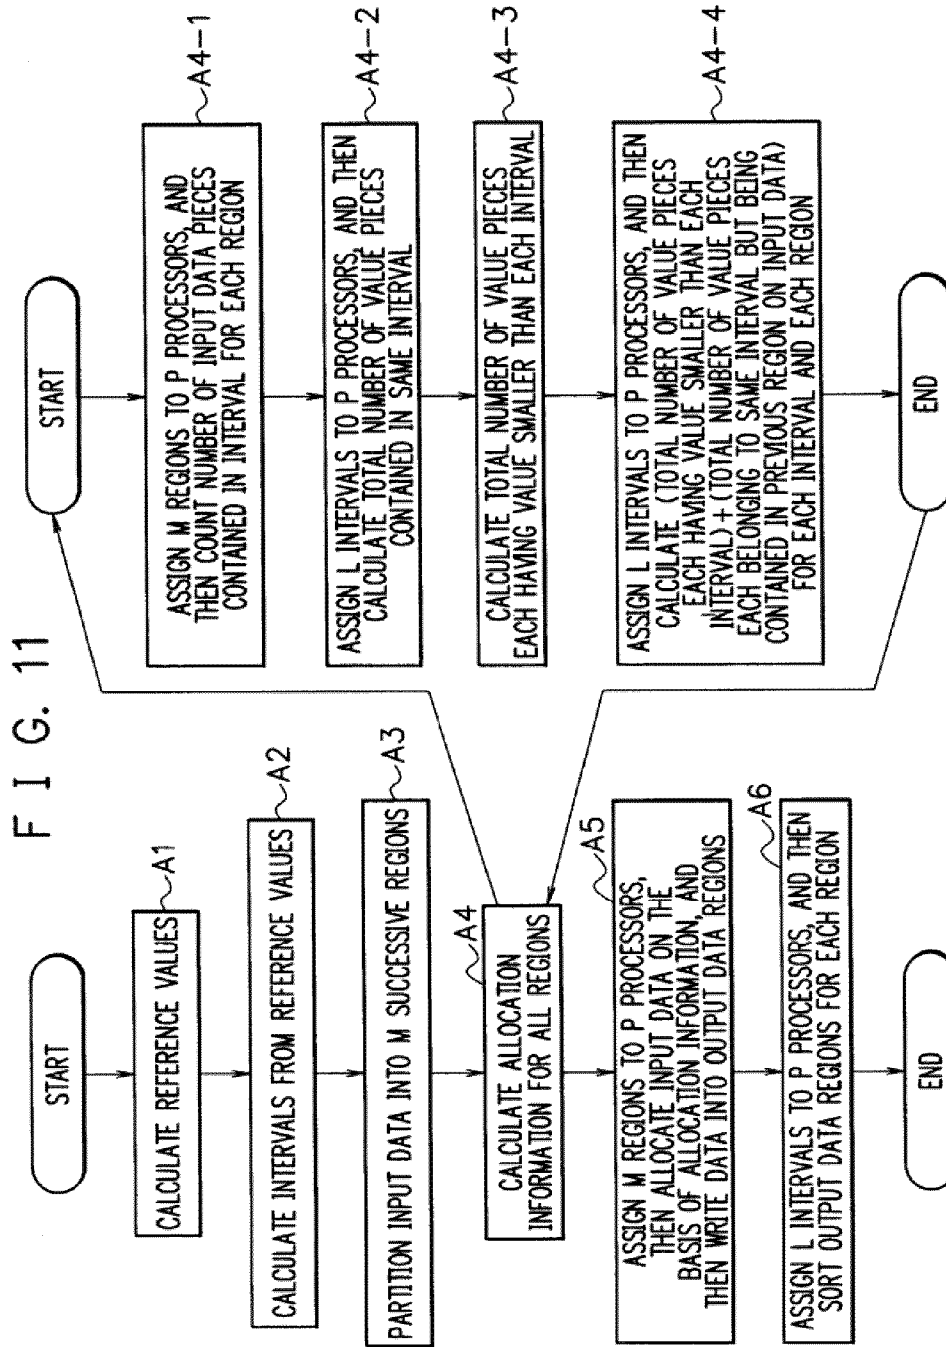 F I G. 11
START
CALCULATE REFERENCE VALUES
A1
CALCULATE INTERVALS FROM REFERENCE VALUES
A2
PARTITION INPUT DATA INTO M SUCCESSIVE REGIONS
A3
CALCULATE ALLOCATION
INFORMATION FOR ALL REGIONS
A4
ASSIGN M REGIONS TO P PROCESSORS,
THEN ALLOCATE INPUT DATA ON THE
BASIS OF ALLOCATION INFORMATION, AND
THEN WRITE DATA INTO OUTPUT DATA REGIONS
A5
ASSIGN L INTERVALS TO P PROCESSORS, AND THEN
SORT OUTPUT DATA REGIONS FOR EACH REGION
A6
END
START
ASSIGN M REGIONS TO P PROCESSORS, AND
THEN COUNT NUMBER OF INPUT DATA PIECES
CONTAINED IN INTERVAL FOR EACH REGION
A4-1
ASSIGN L INTERVALS TO P PROCESSORS, AND THEN
CALCULATE TOTAL NUMBER OF VALUE PIECES
CONTAINED IN SAME INTERVAL
A4-2
CALCULATE TOTAL NUMBER OF VALUE PIECES
EACH HAVING VALUE SMALLER THAN EACH INTERVAL
A4-3
ASSIGN L INTERVALS TO P PROCESSORS, AND THEN
CALCULATE (TOTAL NUMBER OF VALUE PIECES
EACH HAVING VALUE SMALLER THAN EACH
INTERVAL)+(TOTAL NUMBER OF VALUE PIECES
EACH BELONGING TO SAME INTERVAL BUT BEING
CONTAINED IN PREVIOUS REGION ON INPUT DATA)
FOR EACH INTERVAL AND EACH REGION
A4-4
END